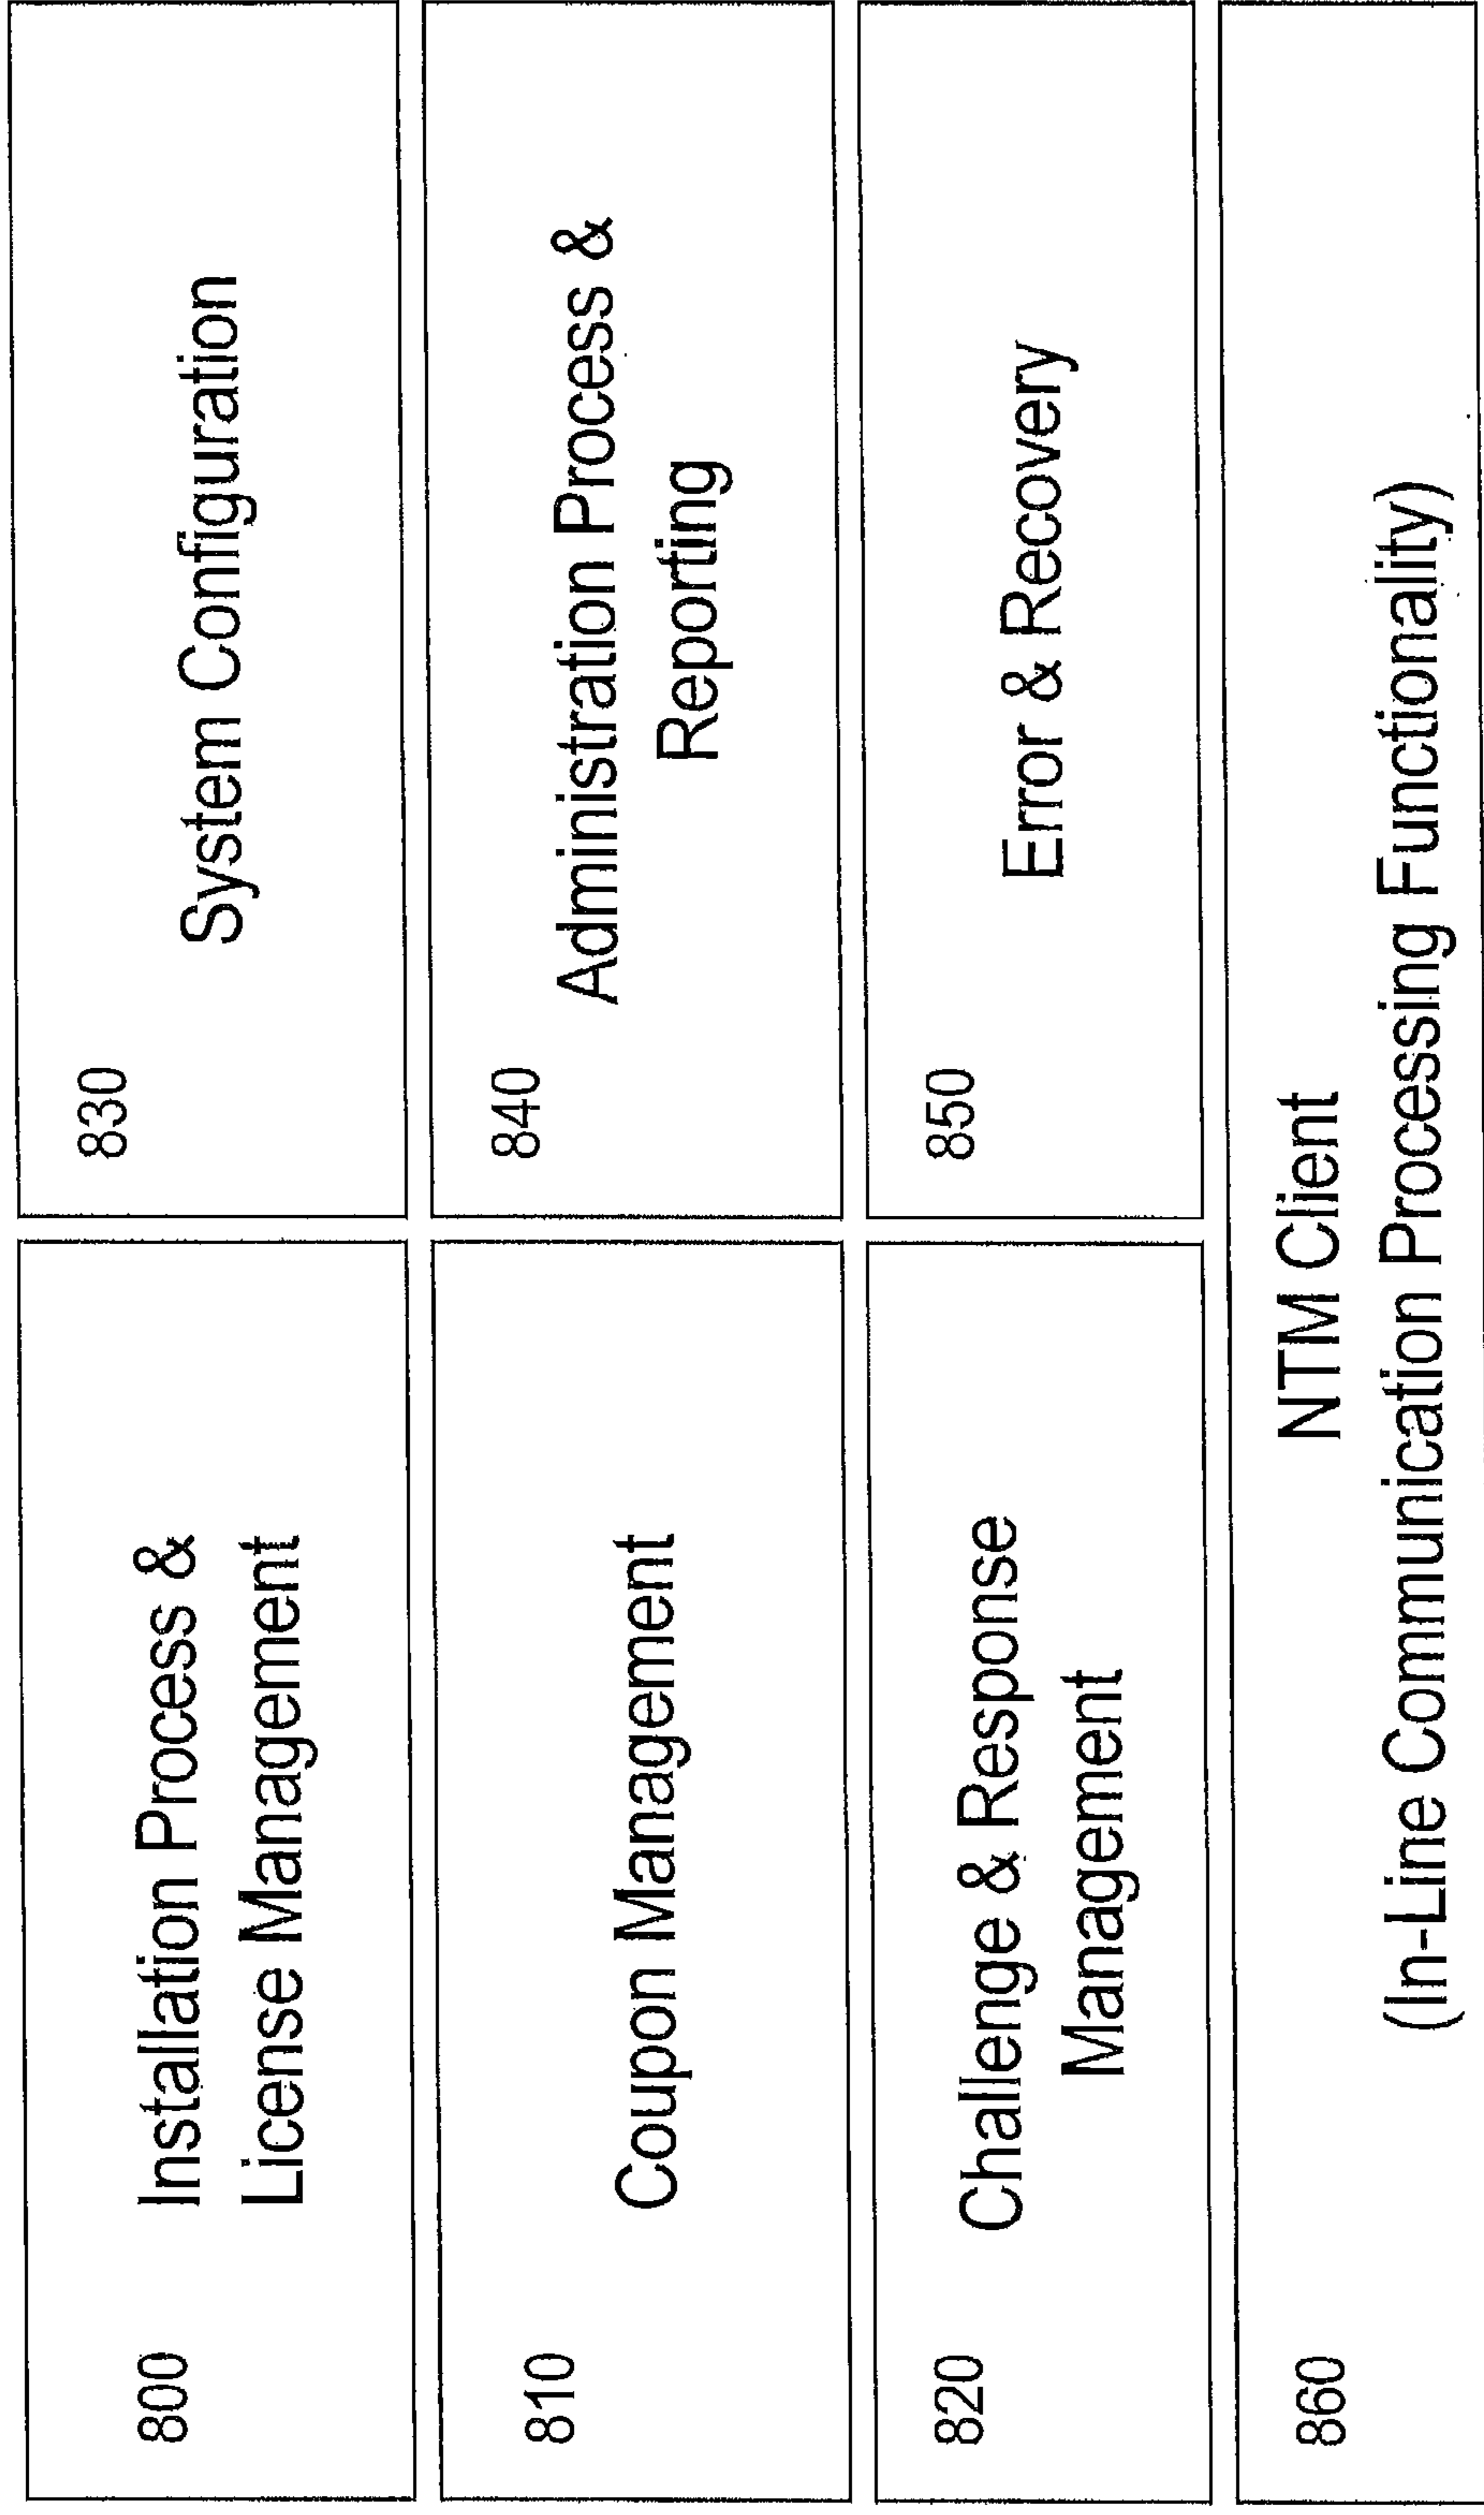 800
Installation Process &
License Management
830
System Configuration
810
Coupon Management
840
Administration Process &
Reporting
820
Challenge & Response
Management
850
Error & Recovery
860
NTM Client
(In-Line Communication Processing Functionality)